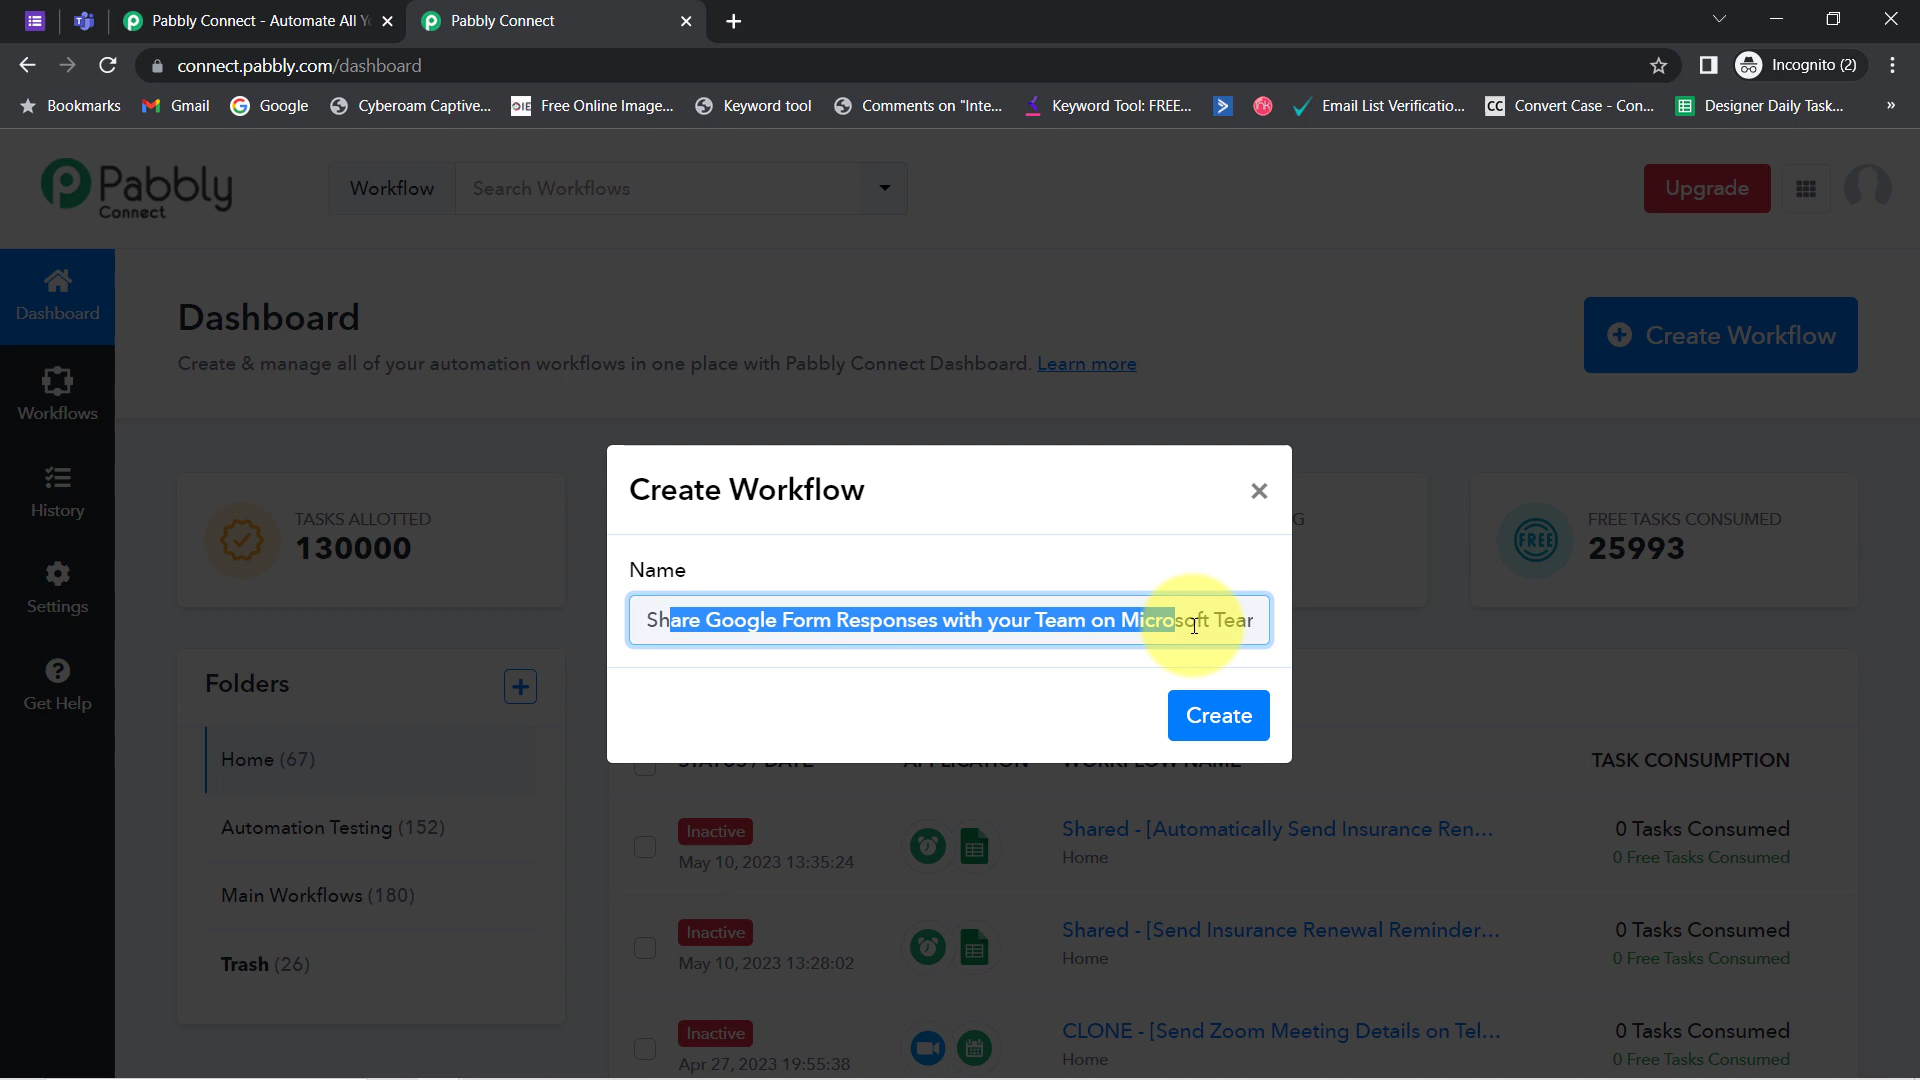 Pabbly Connect - Automate All Y
Pabbly Connect
connect.pabbly.com/dashboard
Incognito (2)
Bookmarks
Gmail
Google
Cyberoam Captive...
OIE
Free Online Image...
Keyword tool
Comments on "Inte...
Keyword Tool: FREE...
Email List Verificatio...
CC
Convert Case - Con...
Designer Daily Task...
»
Pabbly
Connect
Workflow
Search Workflows
Upgrade
Dashboard
Workflows
History
Settings
Get Help
Dashboard
Create & manage all of your automation workflows in one place with Pabbly Connect Dashboard. Learn more
Create Workflow
TASKS ALLOTTED
130000
G
FREE
FREE TASKS CONSUMED
25993
Create Workflow
Name
Share Google Form Responses with your Team on Microsoft Tear
Create
Folders
Home (67)
Automation Testing (152)
Main Workflows (180)
Trash (26)
STATUS / DATE
APPLICATION
WORKFLOW NAME
TASK CONSUMPTION
Inactive
May 10, 2023 13:35:24
Shared - [Automatically Send Insurance Ren...
Home
0 Tasks Consumed
0 Free Tasks Consumed
Inactive
May 10, 2023 13:28:02
Shared - [Send Insurance Renewal Reminder...
Home
0 Tasks Consumed
0 Free Tasks Consumed
Inactive
Apr 27, 2023 19:55:38
CLONE - [Send Zoom Meeting Details on Tel...
Home
0 Tasks Consumed
0 Free Tasks Consumed